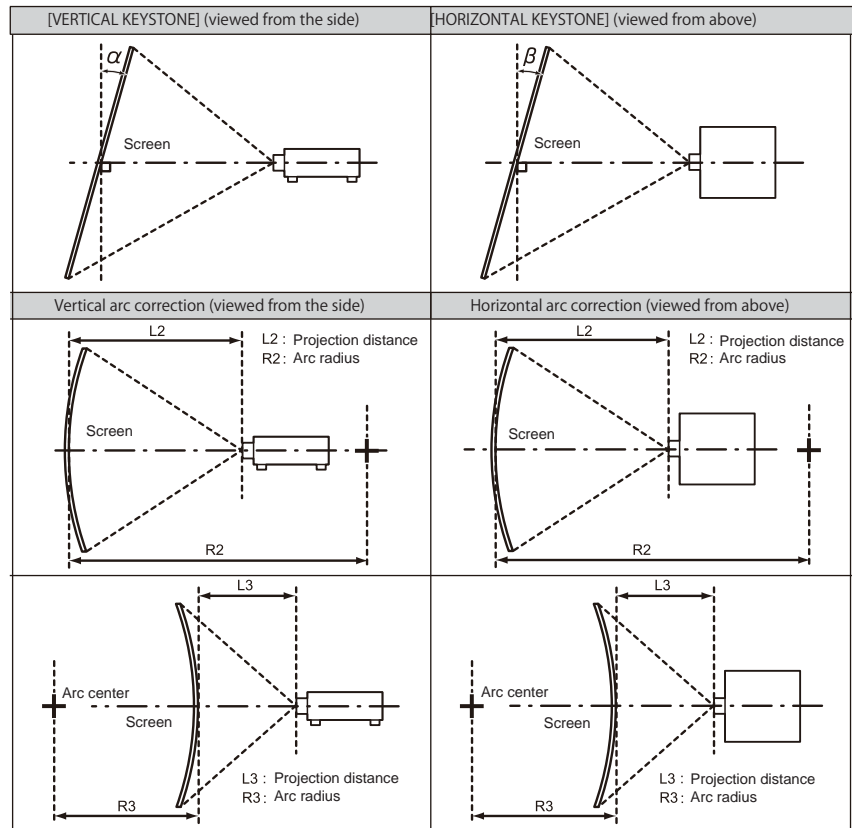 [VERTICAL KEYSTONE] (viewed from the side)
[HORIZONTAL KEYSTONE] (viewed from above)
α
Screen
β
Screen
Vertical arc correction (viewed from the side)
Horizontal arc correction (viewed from above)
L2
L2 : Projection distance
R2 : Arc radius
Screen
R2
L2
L2 : Projection distance
R2 : Arc radius
Screen
R2
L3
Arc center
Screen
L3 : Projection distance
R3 : Arc radius
R3
L3
Arc center
Screen
L3 : Projection distance
R3 : Arc radius
R3